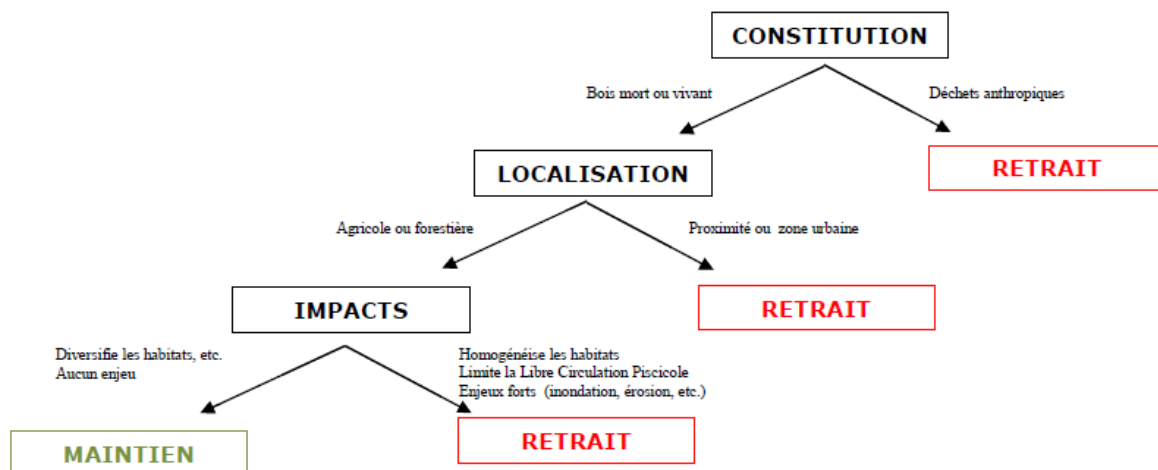 CONSTITUTION
Bois mort ou vivant
Déchets anthropiques
RETRAIT
LOCALISATION
Agricole ou forestière
Proximité ou zone urbaine
RETRAIT
IMPACTS
Diversifie les habitats, etc.
Aucun enjeu
Homogénéise les habitats
Limite la Libre Circulation Piscicole
Enjeux forts (inondation, érosion, etc.)
RETRAIT
MAINTIEN